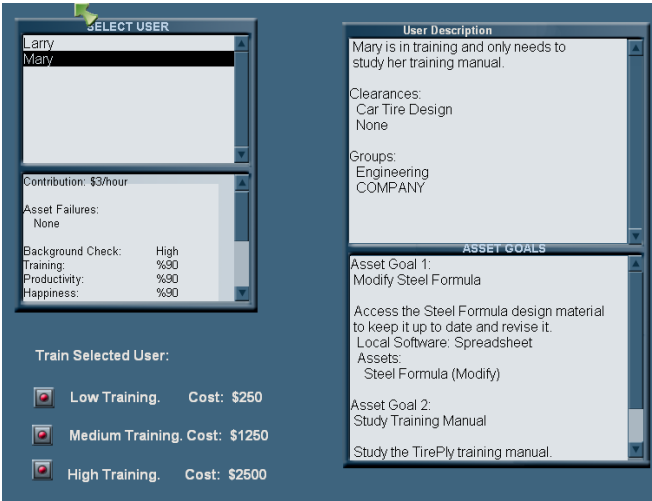 SELECT USER
Larry
Mary
Contribution: $3/hour
Asset Failures:
None
Background Check: High
Training: %90
Productivity: %90
Happiness: %90
Train Selected User:
Low Training. Cost: $250
Medium Training. Cost: $1250
High Training. Cost: $2500
User Description
Mary is in training and only needs to
study her training manual.
Clearances:
Car Tire Design
None
Groups:
Engineering
COMPANY
ASSET GOALS
Asset Goal 1:
Modify Steel Formula
Access the Steel Formula design material
to keep it up to date and revise it.
Local Software: Spreadsheet
Assets:
Steel Formula (Modify)
Asset Goal 2:
Study Training Manual
Study the TirePly training manual.